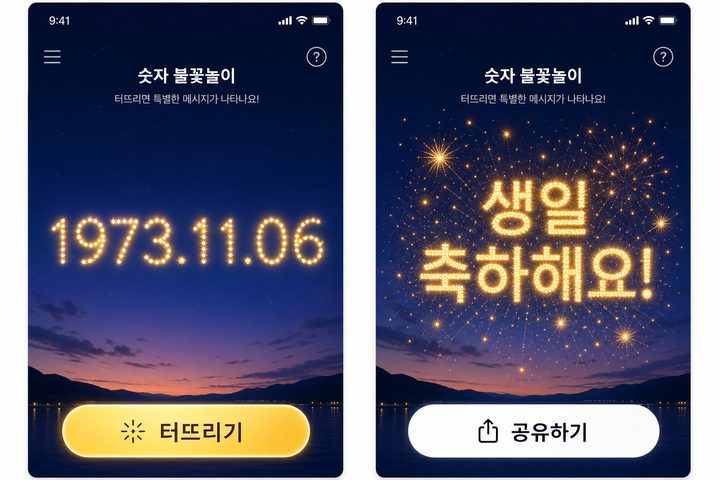 9:41
숫자 불꽃놀이
터뜨리면 특별한 메시지가 나타나요!
1973.11.06
터뜨리기
9:41
숫자 불꽃놀이
터뜨리면 특별한 메시지가 나타나요!
생일
축하해요!
공유하기